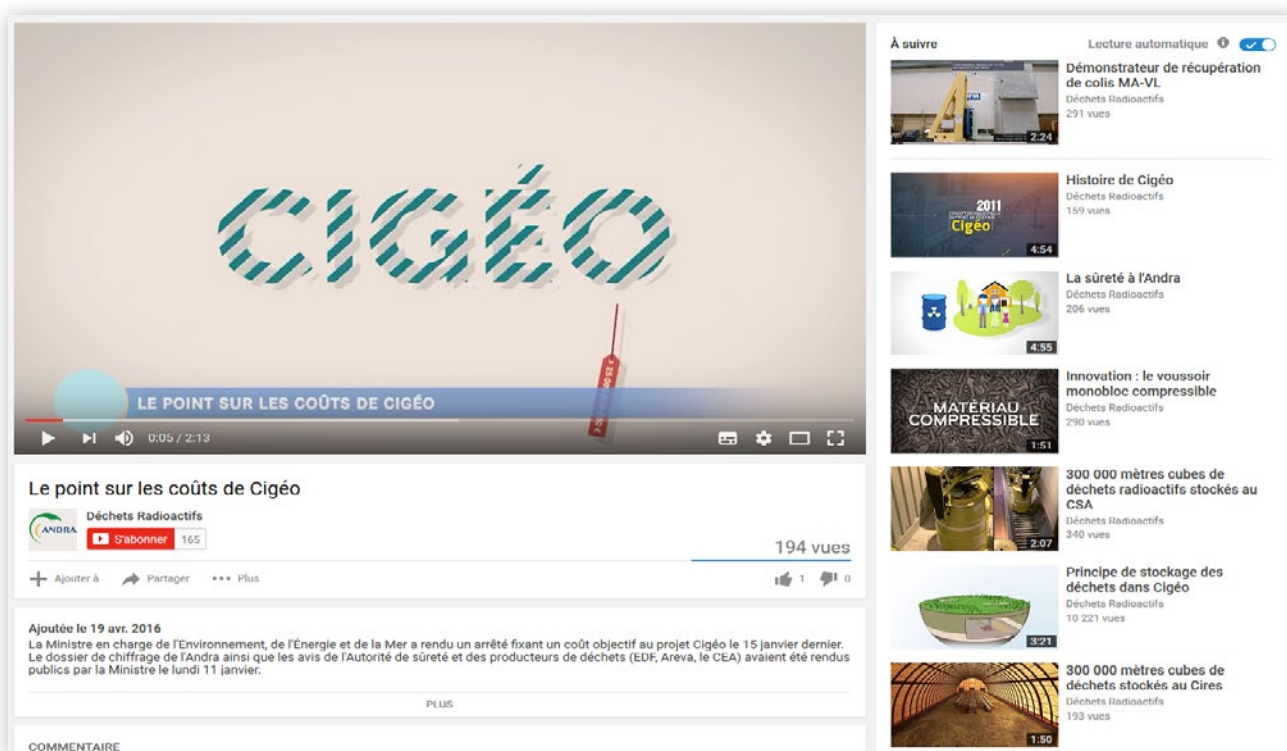 CIGÉO
LE POINT SUR LES COÛTS DE CIGÉO
0:05 / 2:13
Le point sur les coûts de Cigéo
ANDRA
Déchets Radioactifs
S'abonner 165
194 vues
Ajouter à Partager Plus
1 0
Ajoutée le 19 avr. 2016
La Ministre en charge de l'Environnement, de l'Énergie et de la Mer a rendu un arrêté fixant un coût objectif au projet Cigéo le 15 janvier dernier.
Le dossier de chiffrage de l'Andra ainsi que les avis de l'Autorité de sûreté et des producteurs de déchets (EDF, Areva, le CEA) avaient été rendus
publics par la Ministre le lundi 11 janvier.
PLUS
COMMENTAIRE
À suivre
Lecture automatique
2:24
Démonstrateur de récupération
de colis MA-VL
Déchets Radioactifs
291 vues
2011
Cigéo
4:54
Histoire de Cigéo
Déchets Radioactifs
159 vues
4:55
La sûreté à l'Andra
Déchets Radioactifs
206 vues
MATÉRIAU
COMPRESSIBLE
1:51
Innovation : le voussoir
monobloc compressible
Déchets Radioactifs
290 vues
2:07
300 000 mètres cubes de
déchets radioactifs stockés au
CSA
Déchets Radioactifs
340 vues
3:21
Principe de stockage des
déchets dans Cigéo
Déchets Radioactifs
10 221 vues
1:50
300 000 mètres cubes de
déchets stockés au Cires
Déchets Radioactifs
193 vues